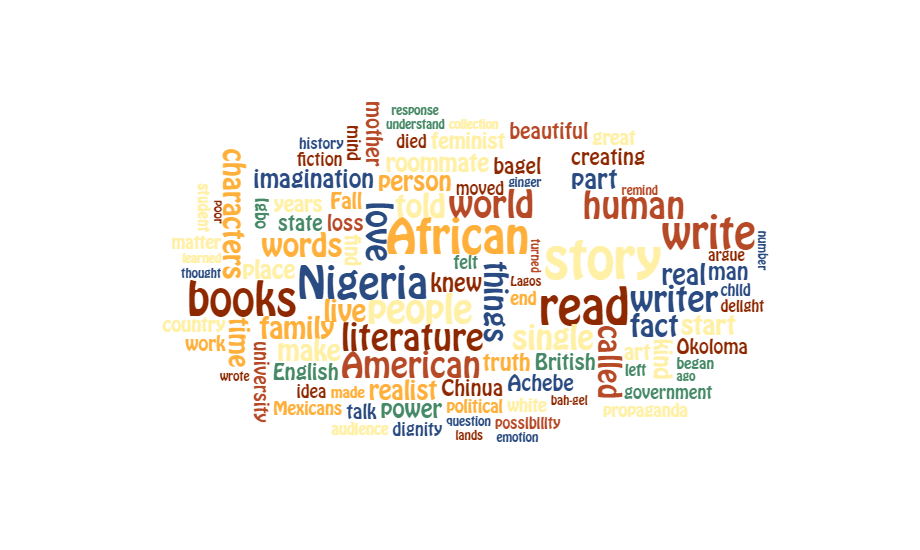 response
understand collection
mother
mind
history
died
feminist
beautiful
great
fiction
roommate
bagel
creating
characters
imagination
person
moved
ginger
part
remind
student
poor
Igbo
years
Fall
love
told
world
human
state
loss
African
write
number
matter
words
find
turned
story
argue
learned
thought
place
felt
things
Lagos
real
man
Nigeria
knew
child
books
end
read
writer
delight
live
people
country
time
family
literature
single
fact
start
work
university
make
called
art
kind
Okoloma
wrote
English
American
truth
British
left
began
ago
idea
made
realist
Chinua
Achebe
government
Mexicans
talk
power
political
white
bah-gel
propaganda
audience
dignity
question
possibility
lands
emotion